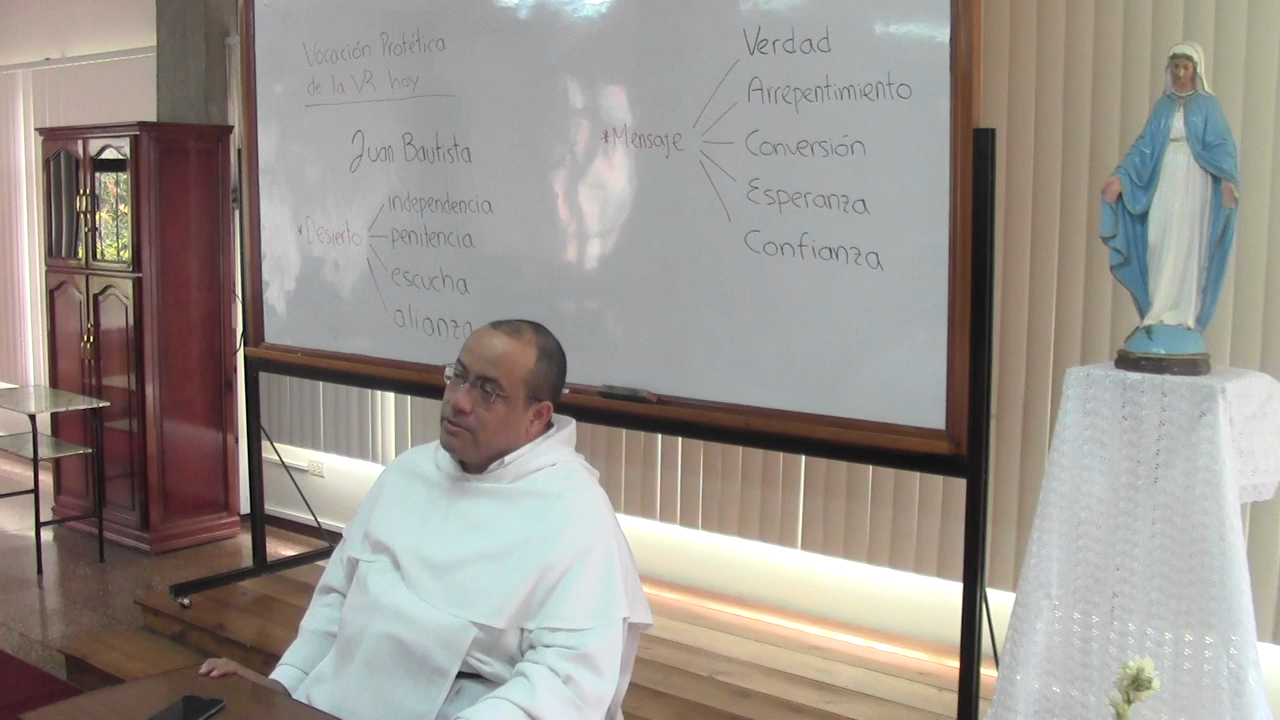 Vocación Profética
de la VR hoy
Juan Bautista
*Desierto
independencia
penitencia
escucha
alianza
*Mensaje
Verdad
Arrepentimiento
Conversión
Esperanza
Confianza